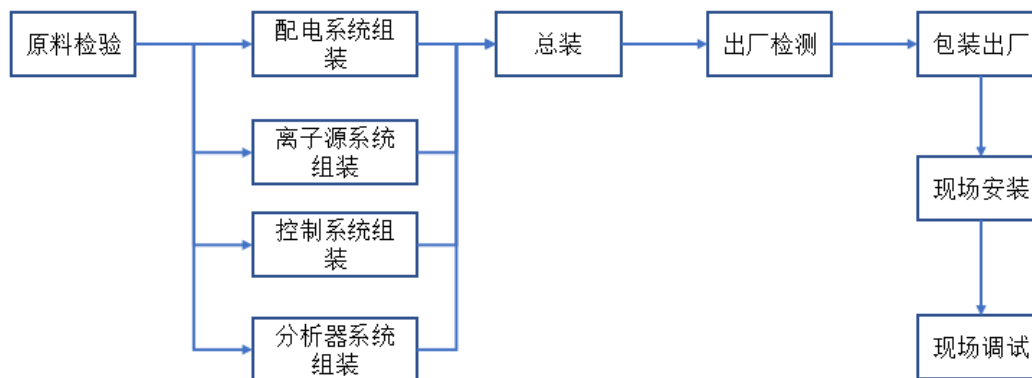 原料检验
配电系统组
装
离子源系统
组装
控制系统组
装
分析器系统
组装
总装
出厂检测
包装出厂
现场安装
现场调试